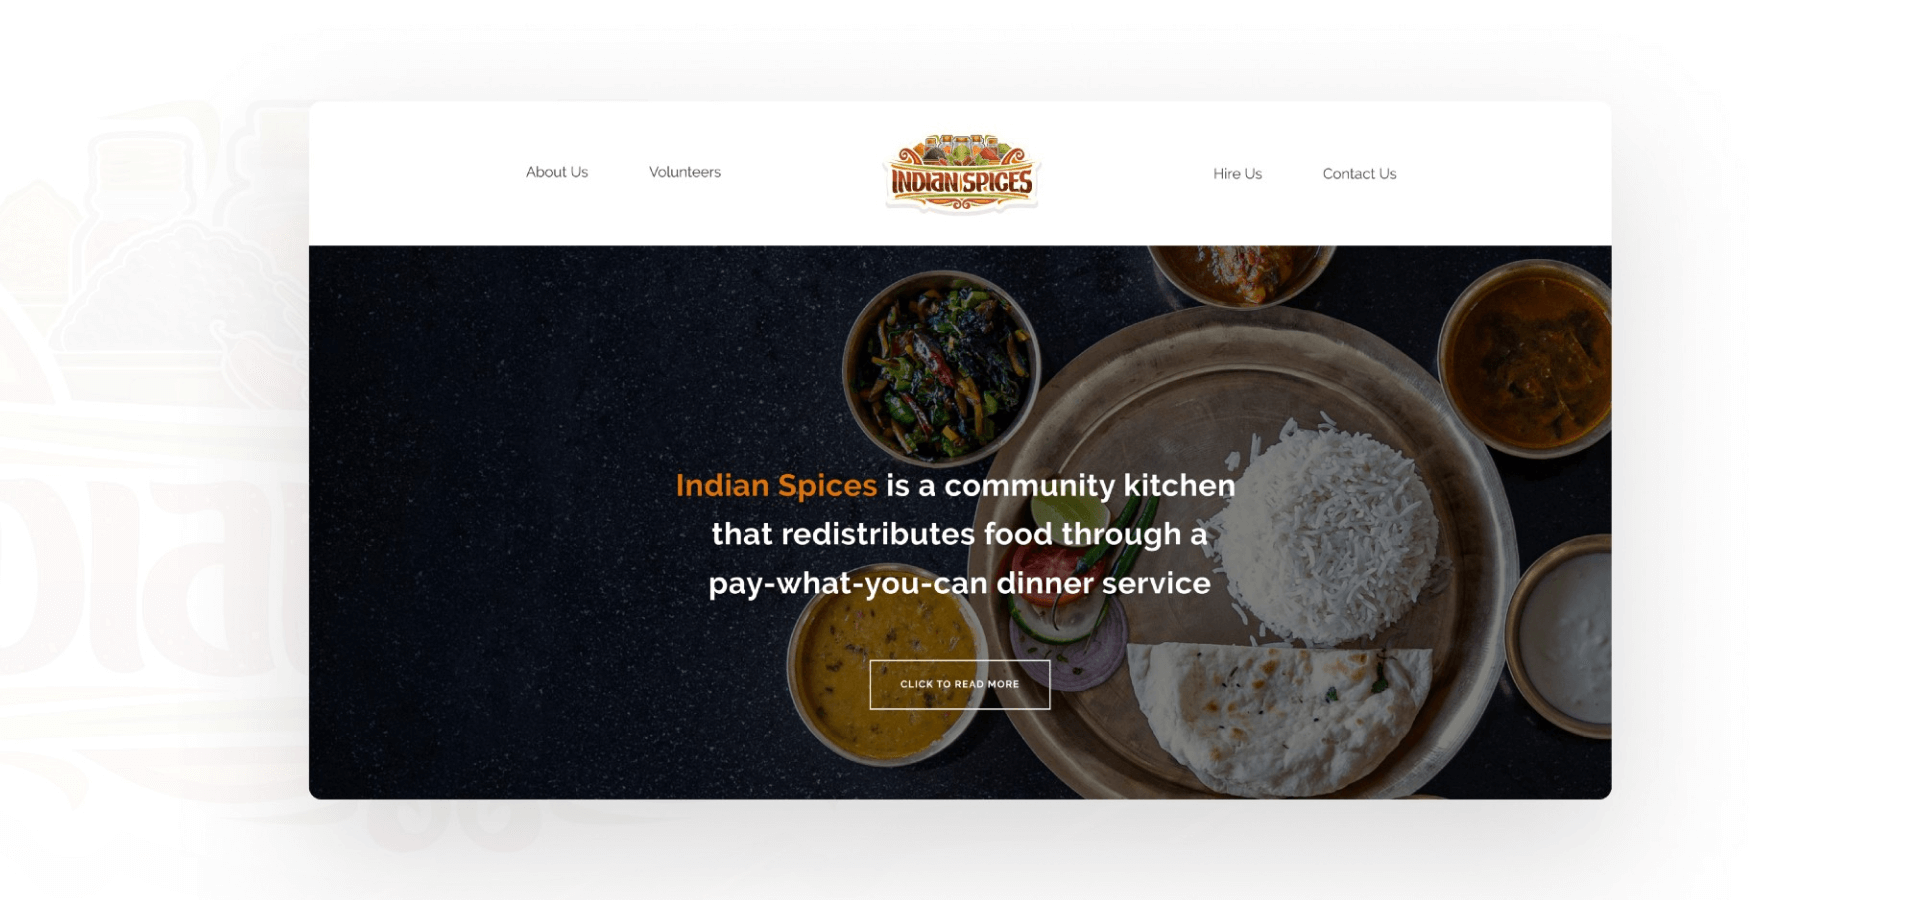 About Us
Volunteers
INDIAN SPICES
Hire Us
Contact Us
Indian Spices is a community kitchen
that redistributes food through a
pay-what-you-can dinner service
CLICK TO READ MORE